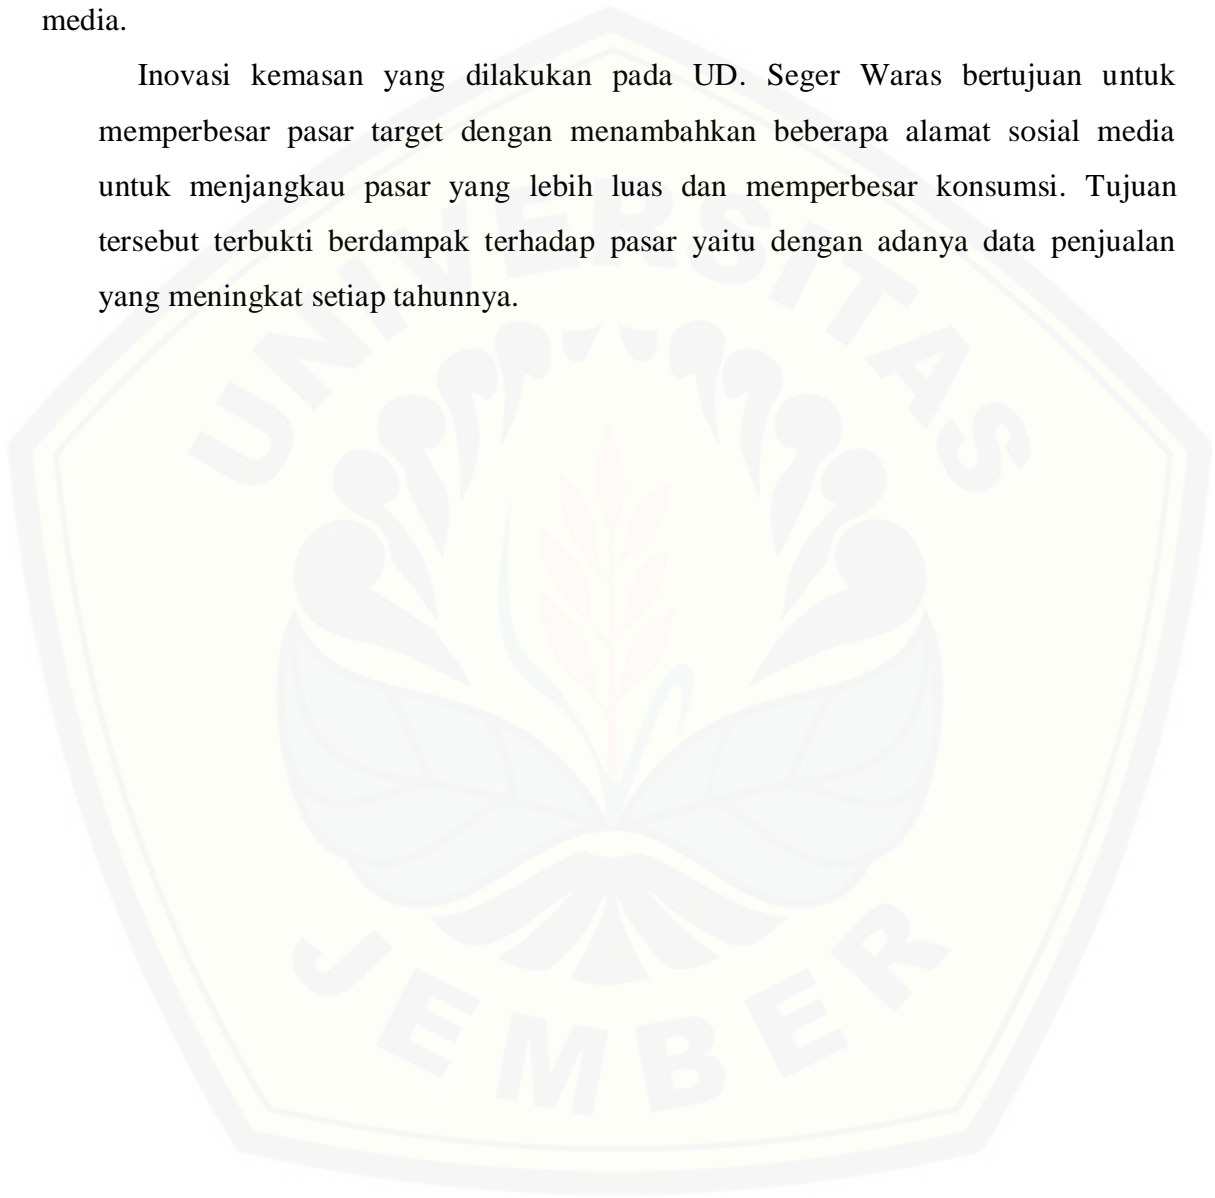 media.
Inovasi kemasan yang dilakukan pada UD. Seger Waras bertujuan untuk
memperbesar pasar target dengan menambahkan beberapa alamat sosial media
untuk menjangkau pasar yang lebih luas dan memperbesar konsumsi. Tujuan
tersebut terbukti berdampak terhadap pasar yaitu dengan adanya data penjualan
yang meningkat setiap tahunnya.
UNIVERSITAS
JEMBER